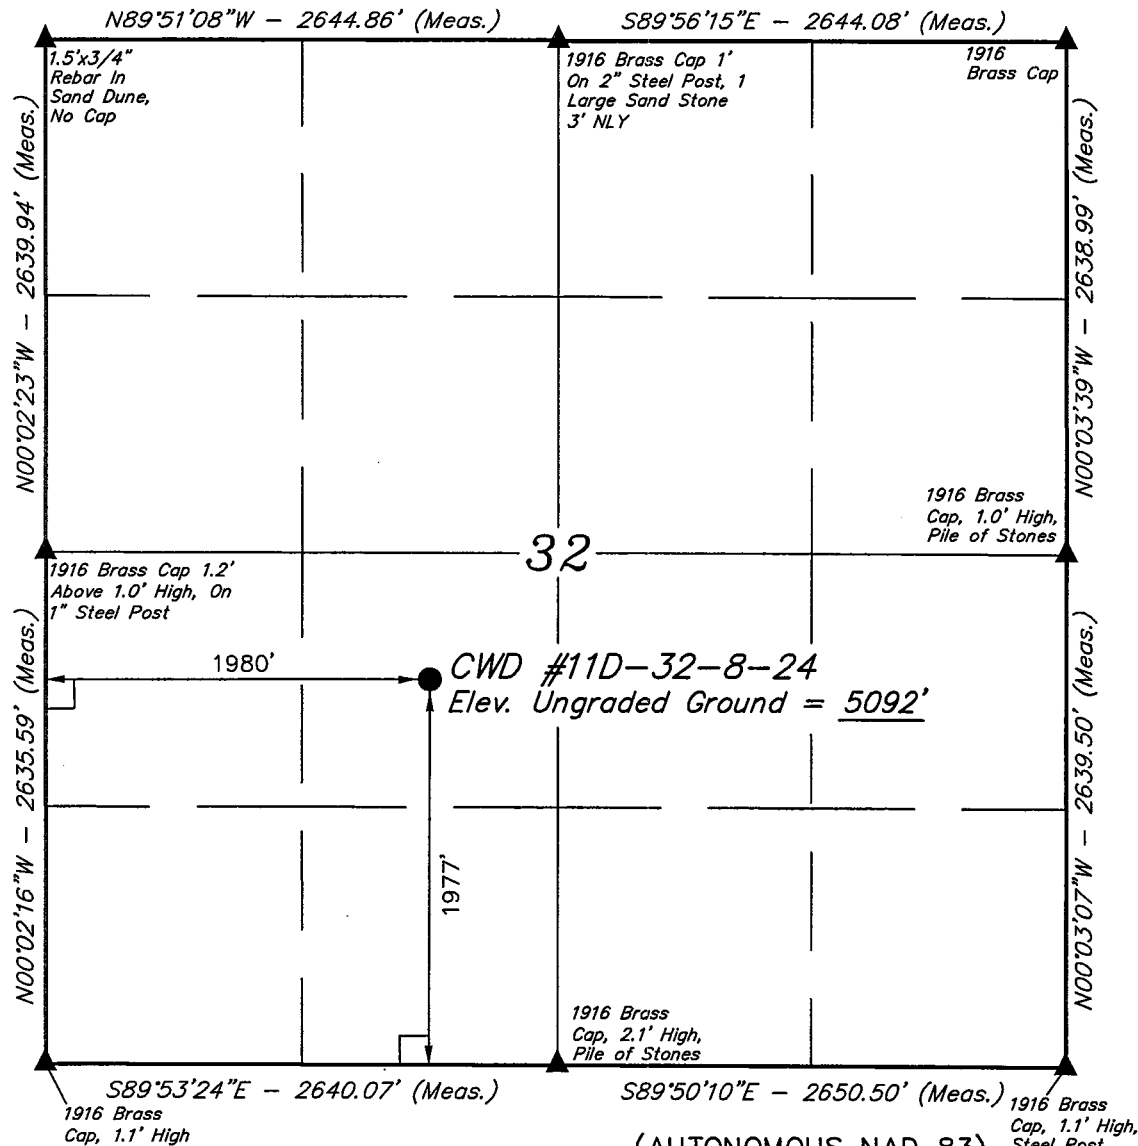 N89°51'08"W - 2644.86' (Meas.)
S89°56'15"E - 2644.08' (Meas.)
1.5'x3/4"
Rebar In
Sand Dune,
No Cap
1916 Brass Cap 1'
On 2" Steel Post, 1
Large Sand Stone
3' NLY
1916
Brass Cap
N00°02'23"W - 2639.94' (Meas.)
N00°03'39"W - 2638.99' (Meas.)
1916 Brass
Cap, 1.0' High,
Pile of Stones
32
1916 Brass Cap 1.2'
Above 1.0' High, On
1" Steel Post
N00°02'16"W - 2635.59' (Meas.)
1980'
CWD #11D-32-8-24
Elev. Ungraded Ground = 5092'
1977'
N00°03'07"W - 2639.50' (Meas.)
1916 Brass
Cap, 2.1' High,
Pile of Stones
S89°53'24"E - 2640.07' (Meas.)
S89°50'10"E - 2650.50' (Meas.)
1916 Brass
Cap, 1.1' High
1916 Brass
Cap, 1.1' High,
Steel Post
(AUTONOMOUS NAD 83)